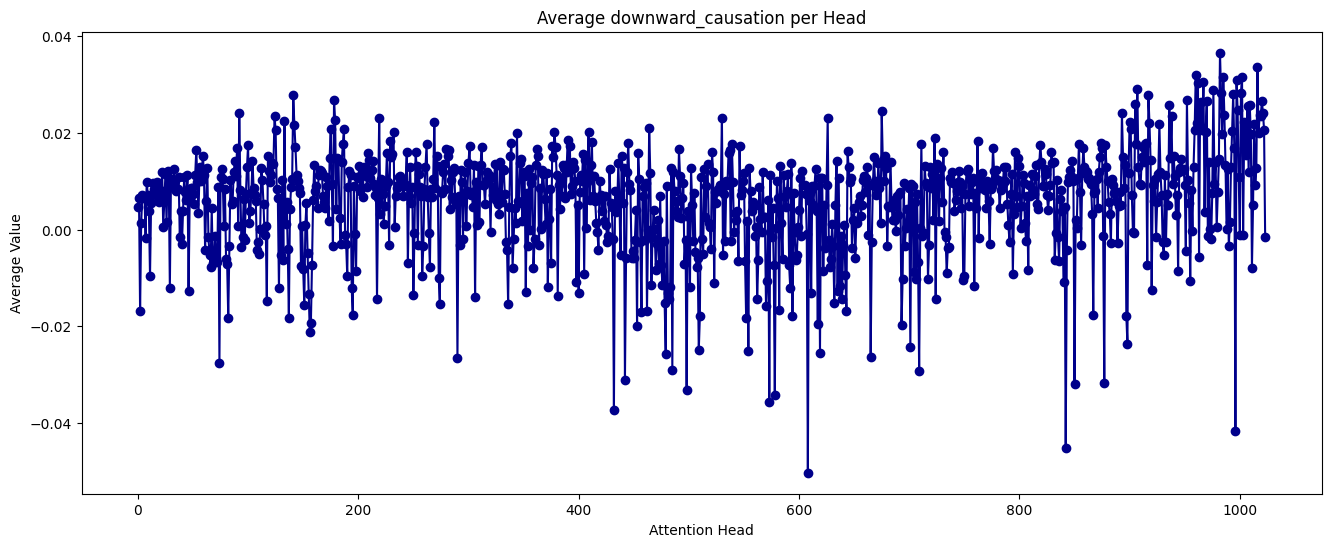 Average downward_causation per Head
Average Value
0.04
0.02
0.00
−0.02
−0.04
0 200 400 600 800 1000
Attention Head